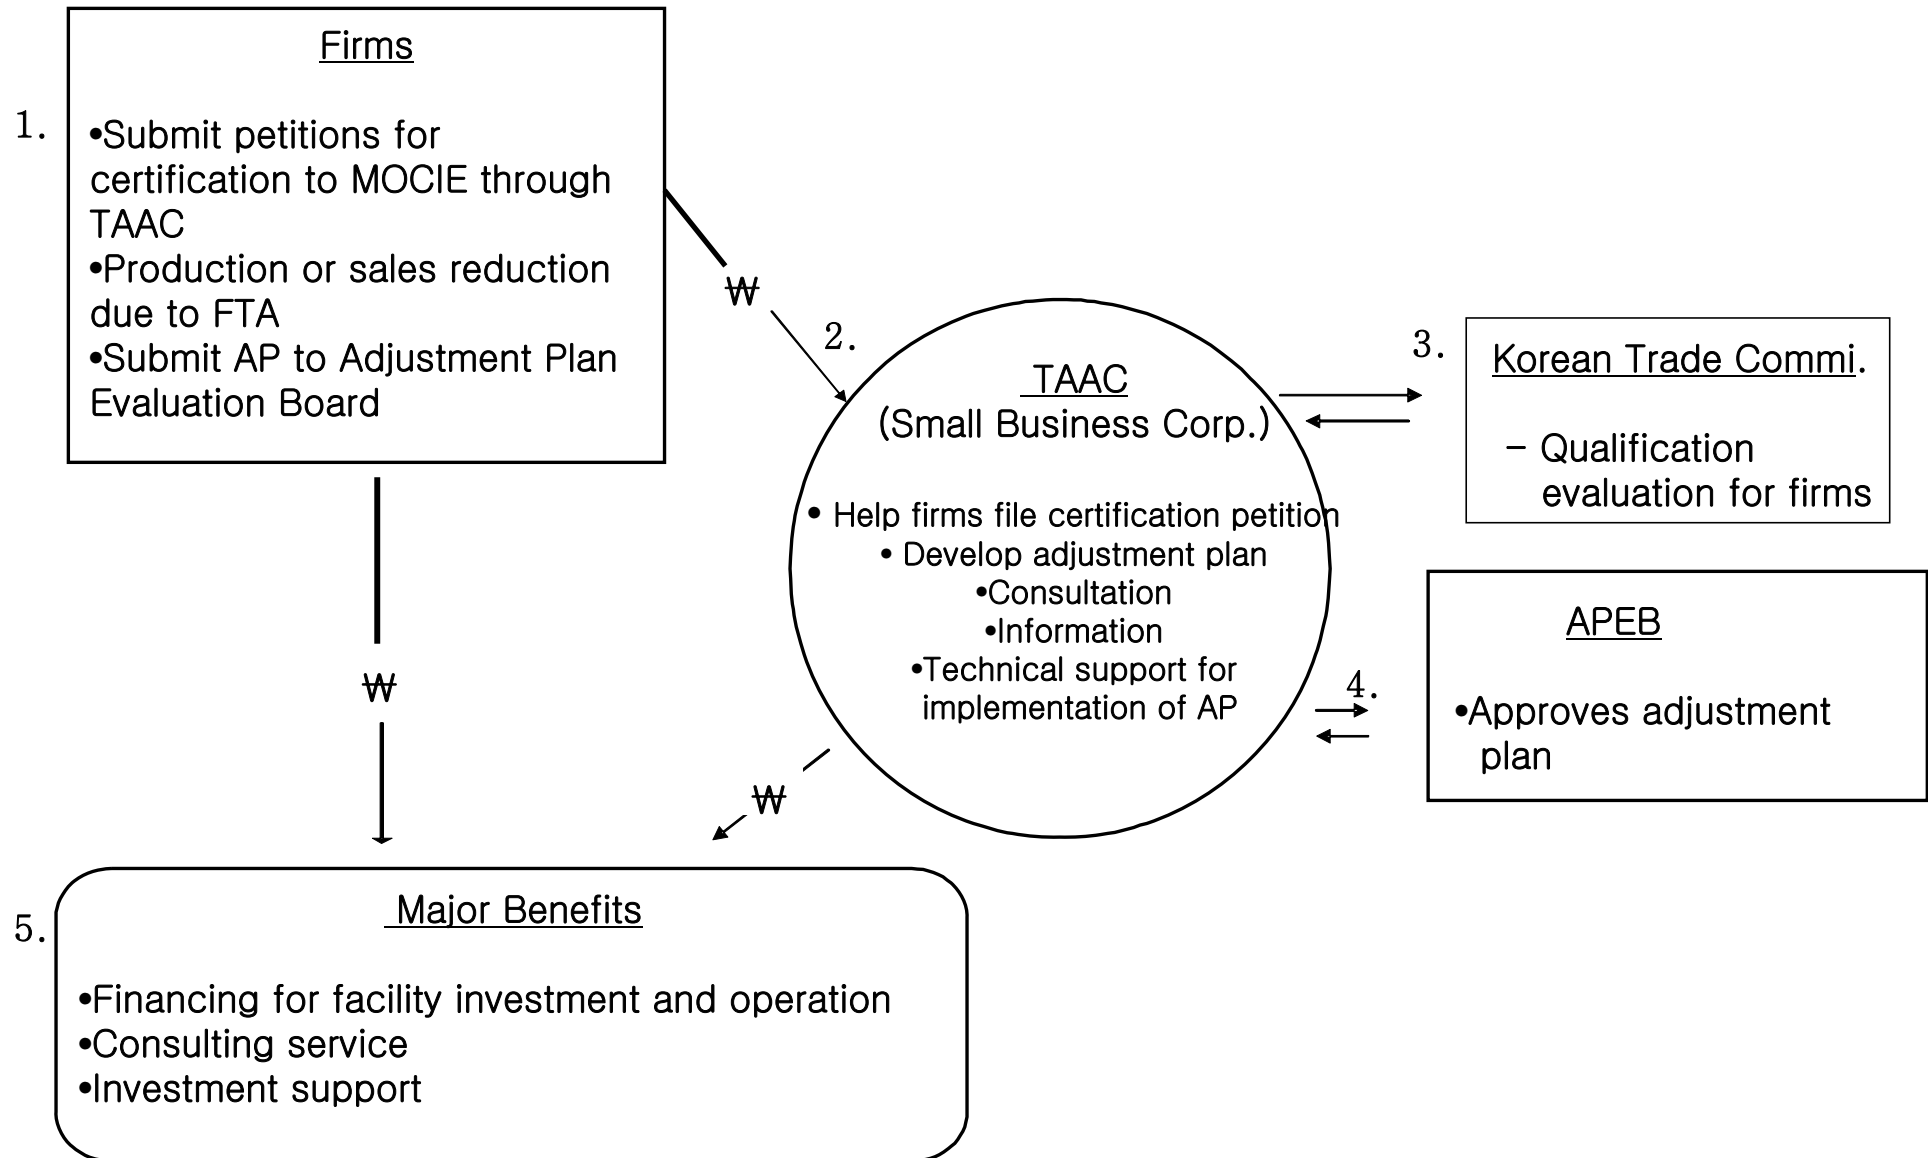 Firms
1.
•Submit petitions for
certification to MOCIE through
TAAC
•Production or sales reduction
due to FTA
•Submit AP to Adjustment Plan
Evaluation Board
₩
2.
TAAC
(Small Business Corp.)
• Help firms file certification petition
• Develop adjustment plan
•Consultation
•Information
•Technical support for
implementation of AP
3.
Korean Trade Commi.
– Qualification
evaluation for firms
4.
APEB
•Approves adjustment
plan
₩
₩
5.
Major Benefits
•Financing for facility investment and operation
•Consulting service
•Investment support